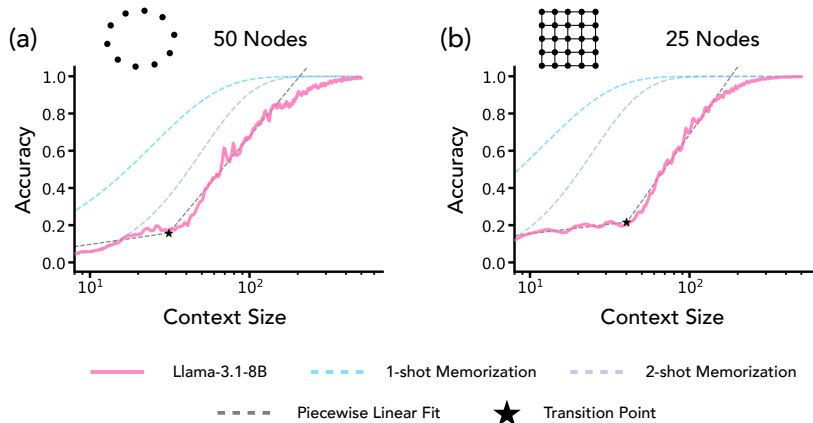 (a) 50 Nodes
1.0
0.8
0.6
0.4
0.2
0.0
Accuracy
10¹ 10²
Context Size
(b) 25 Nodes
1.0
0.8
0.6
0.4
0.2
0.0
Accuracy
10¹ 10²
Context Size
Llama-3.1-8B 1-shot Memorization 2-shot Memorization
Piecewise Linear Fit Transition Point